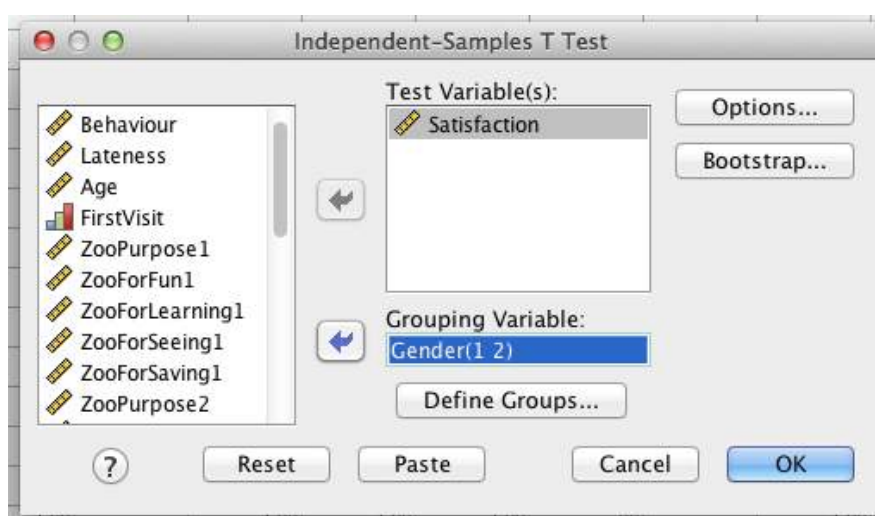 Independent-Samples T Test
Behaviour
Lateness
Age
FirstVisit
ZooPurpose1
ZooForFun1
ZooForLearning1
ZooForSeeing1
ZooForSaving1
ZooPurpose2
Test Variable(s):
Satisfaction
Grouping Variable:
Gender(1 2)
Define Groups...
Options...
Bootstrap...
?
Reset
Paste
Cancel
OK